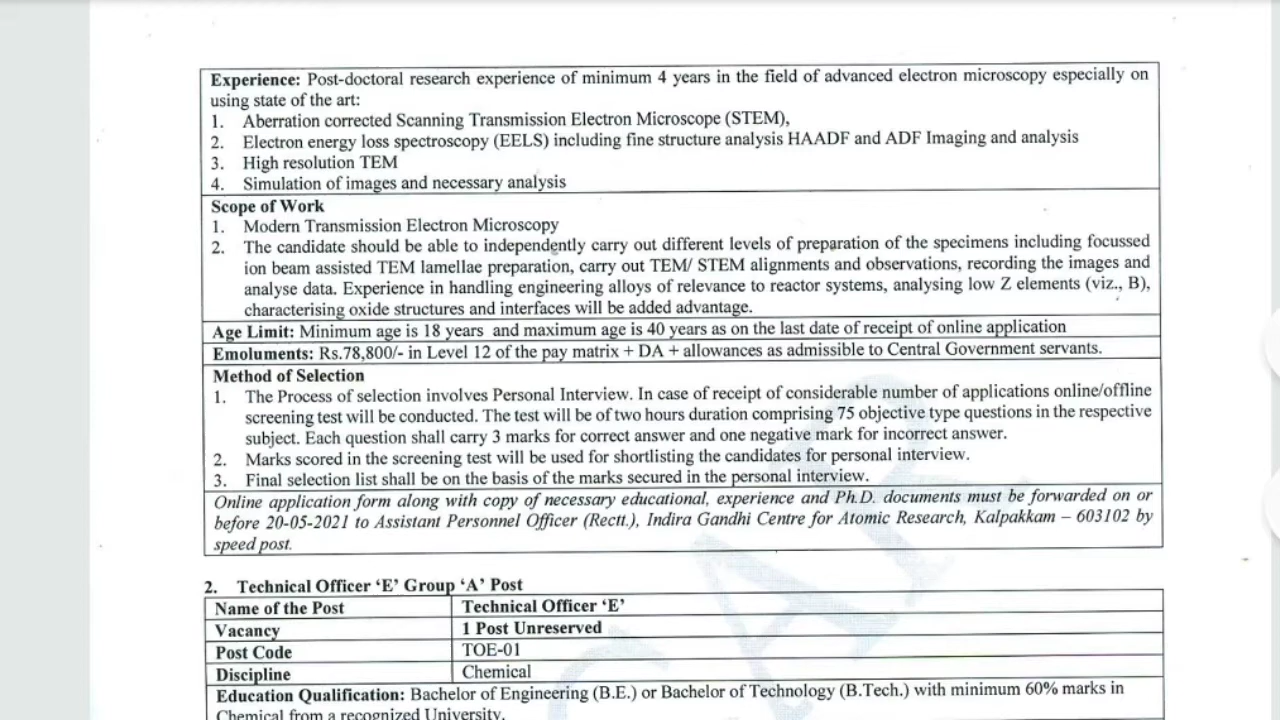 Experience: Post-doctoral research experience of minimum 4 years in the field of advanced electron microscopy especially on
using state of the art:
1. Aberration corrected Scanning Transmission Electron Microscope (STEM),
2. Electron energy loss spectroscopy (EELS) including fine structure analysis HAADF and ADF Imaging and analysis
3. High resolution TEM
4. Simulation of images and necessary analysis
Scope of Work
1. Modern Transmission Electron Microscopy
2. The candidate should be able to independently carry out different levels of preparation of the specimens including focussed
ion beam assisted TEM lamellae preparation, carry out TEM/ STEM alignments and observations, recording the images and
analyse data. Experience in handling engineering alloys of relevance to reactor systems, analysing low Z elements (viz., B),
characterising oxide structures and interfaces will be added advantage.
Age Limit: Minimum age is 18 years and maximum age is 40 years as on the last date of receipt of online application
Emoluments: Rs.78,800/- in Level 12 of the pay matrix + DA + allowances as admissible to Central Government servants.
Method of Selection
1. The Process of selection involves Personal Interview. In case of receipt of considerable number of applications online/offline
screening test will be conducted. The test will be of two hours duration comprising 75 objective type questions in the respective
subject. Each question shall carry 3 marks for correct answer and one negative mark for incorrect answer.
2. Marks scored in the screening test will be used for shortlisting the candidates for personal interview.
3. Final selection list shall be on the basis of the marks secured in the personal interview.
Online application form along with copy of necessary educational, experience and Ph.D. documents must be forwarded on or
before 20-05-2021 to Assistant Personnel Officer (Rectt.), Indira Gandhi Centre for Atomic Research, Kalpakkam – 603102 by
speed post.
2. Technical Officer ‘E’ Group ‘A’ Post
Name of the Post Technical Officer ‘E’
Vacancy 1 Post Unreserved
Post Code TOE-01
Discipline Chemical
Education Qualification: Bachelor of Engineering (B.E.) or Bachelor of Technology (B.Tech.) with minimum 60% marks in
Chemical from a recognized University.